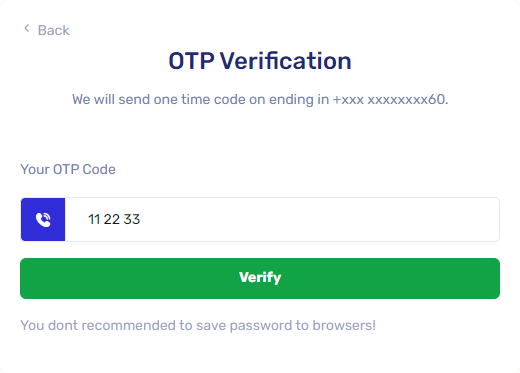 Back
OTP Verification
We will send one time code on ending in +xxx xxxxxxxx60.
Your OTP Code
11 22 33
Verify
You dont recommended to save password to browsers!